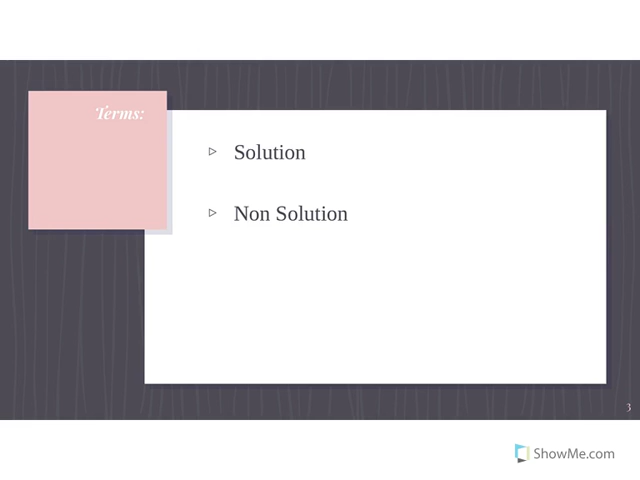 Terms:
▷ Solution
▷ Non Solution
3
ShowMe.com